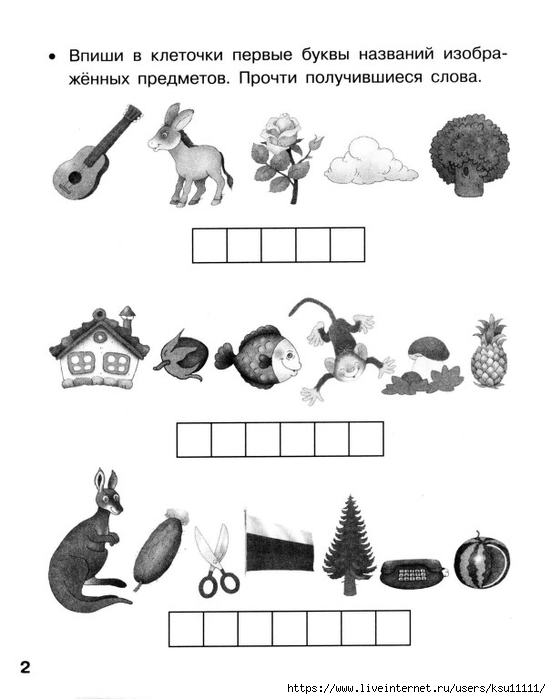 • Впиши в клеточки первые буквы названий изобра-
жённых предметов. Прочти получившиеся слова.
2
https://www.liveinternet.ru/users/ksu11111/